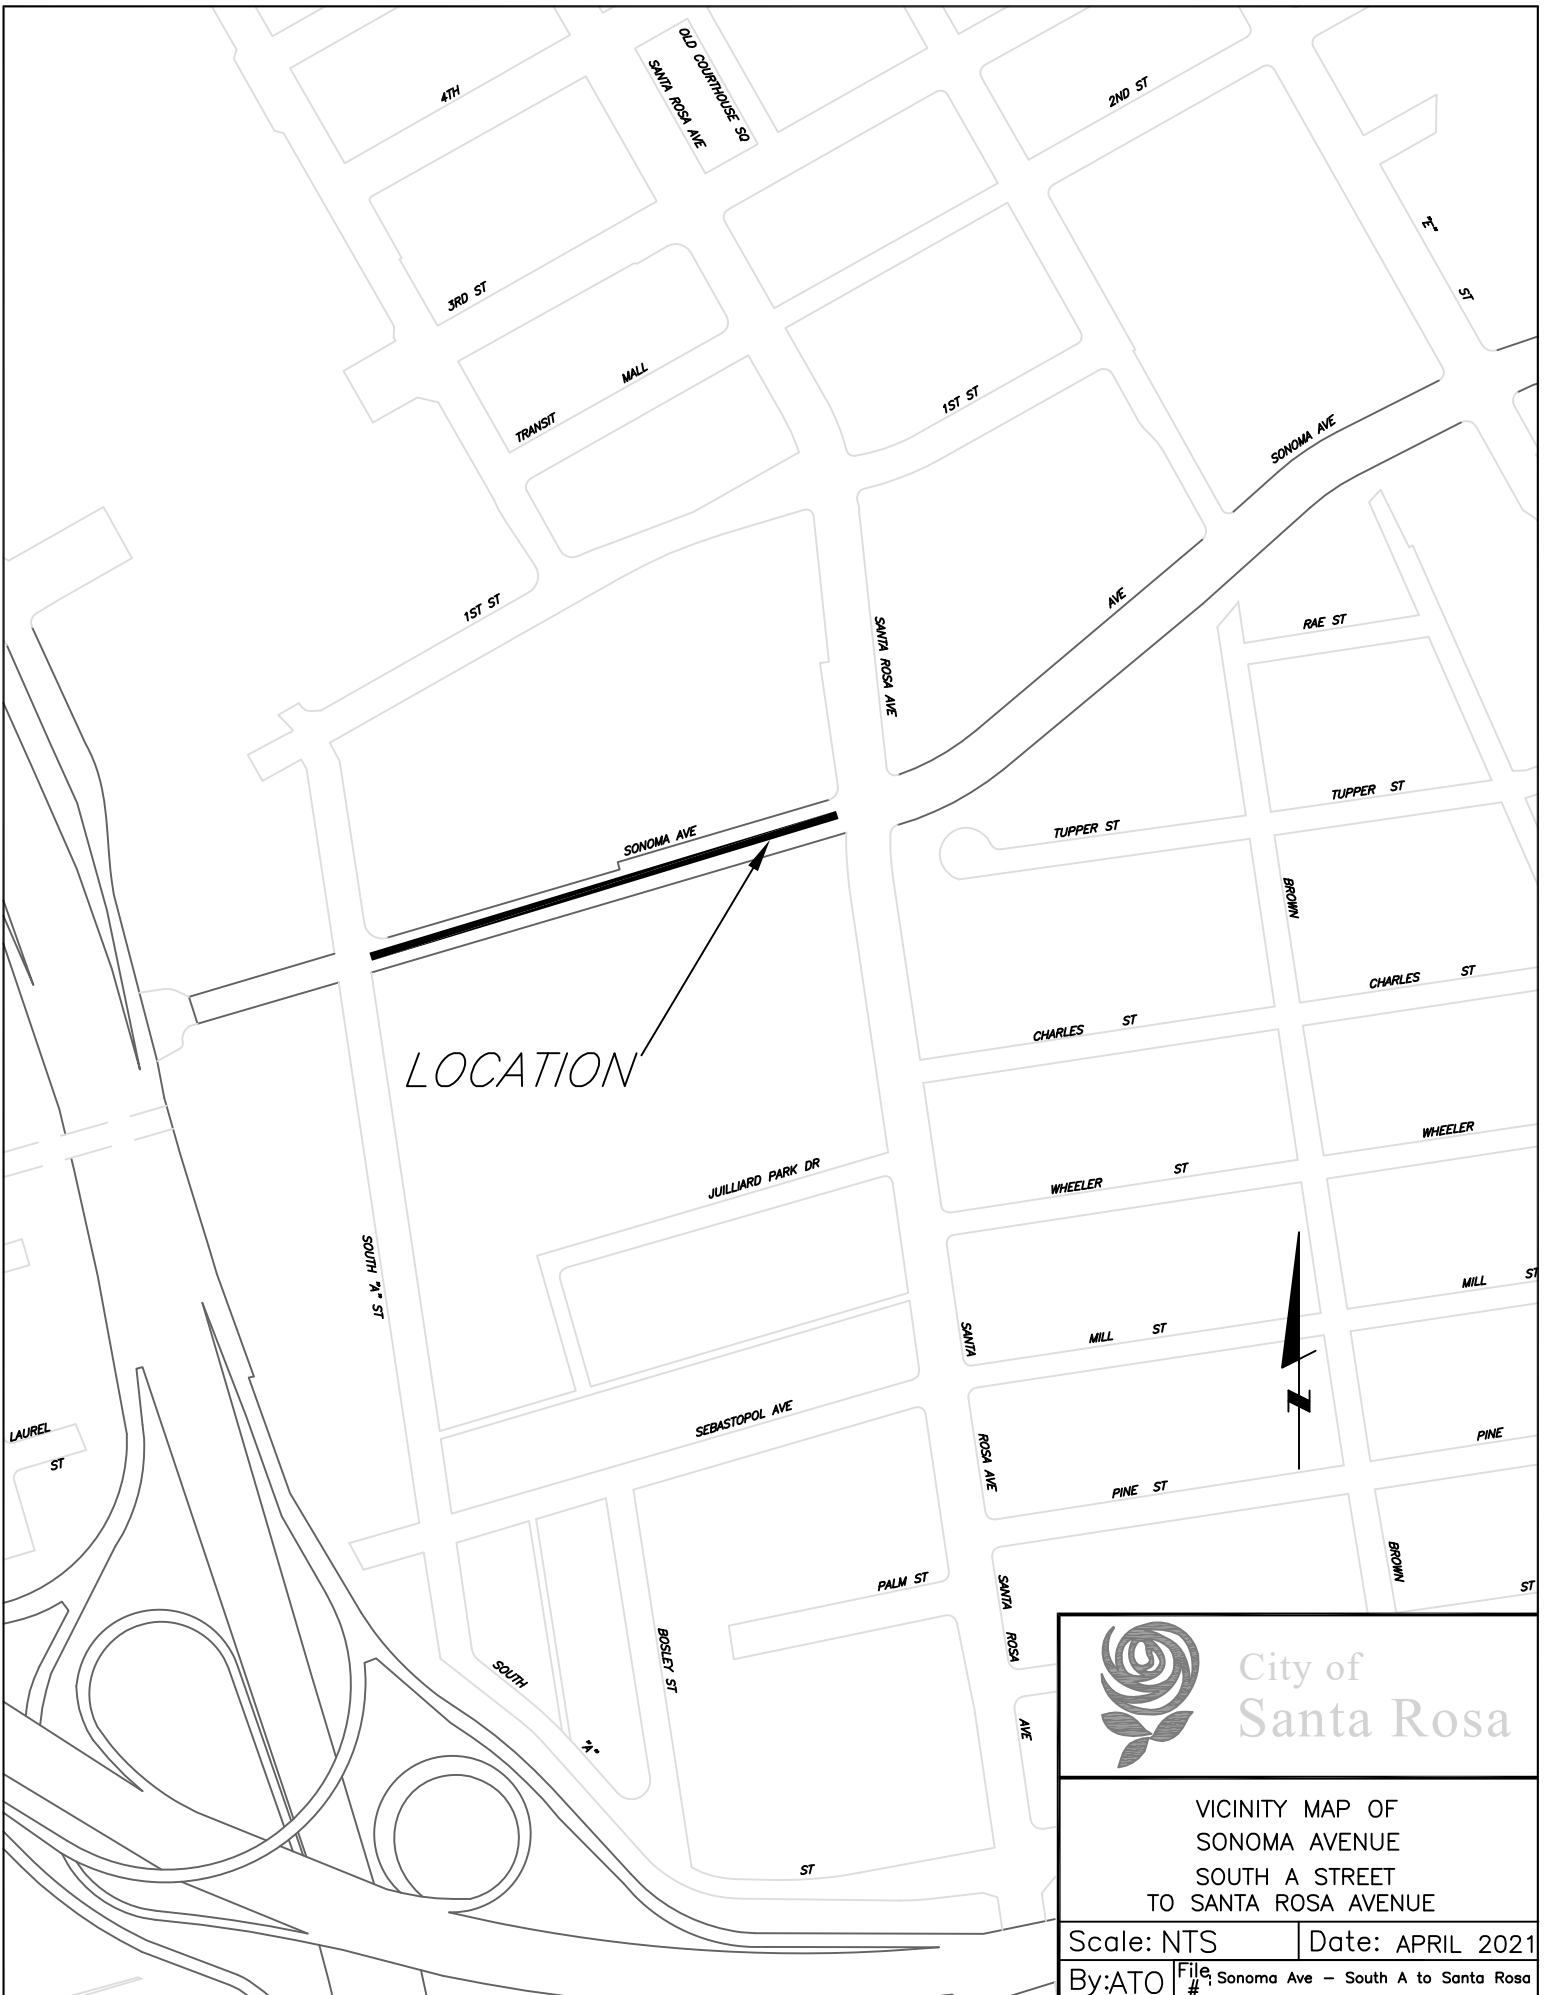 OLD COURTHOUSE SQ
SANTA ROSA AVE
4TH
2ND ST
"E"
ST
3RD ST
MALL
TRANSIT
1ST ST
SONOMA AVE
1ST ST
AVE
RAE ST
SANTA ROSA AVE
TUPPER ST
TUPPER ST
SONOMA AVE
BROWN
CHARLES ST
CHARLES ST
LOCATION
WHEELER
WHEELER ST
JUILLIARD PARK DR
SOUTH "A" ST
MILL ST
MILL ST
SANTA
SEBASTOPOL AVE
LAUREL
ST
ROSA AVE
N
PINE
PINE ST
BROWN
ST
PALM ST
SANTA
ROSA
AVE
BOSLEY ST
SOUTH
"A"
ST
City of
Santa Rosa
VICINITY MAP OF
SONOMA AVENUE
SOUTH A STREET
TO SANTA ROSA AVENUE
Scale: NTS
Date: APRIL 2021
By: ATO
File #: Sonoma Ave – South A to Santa Rosa